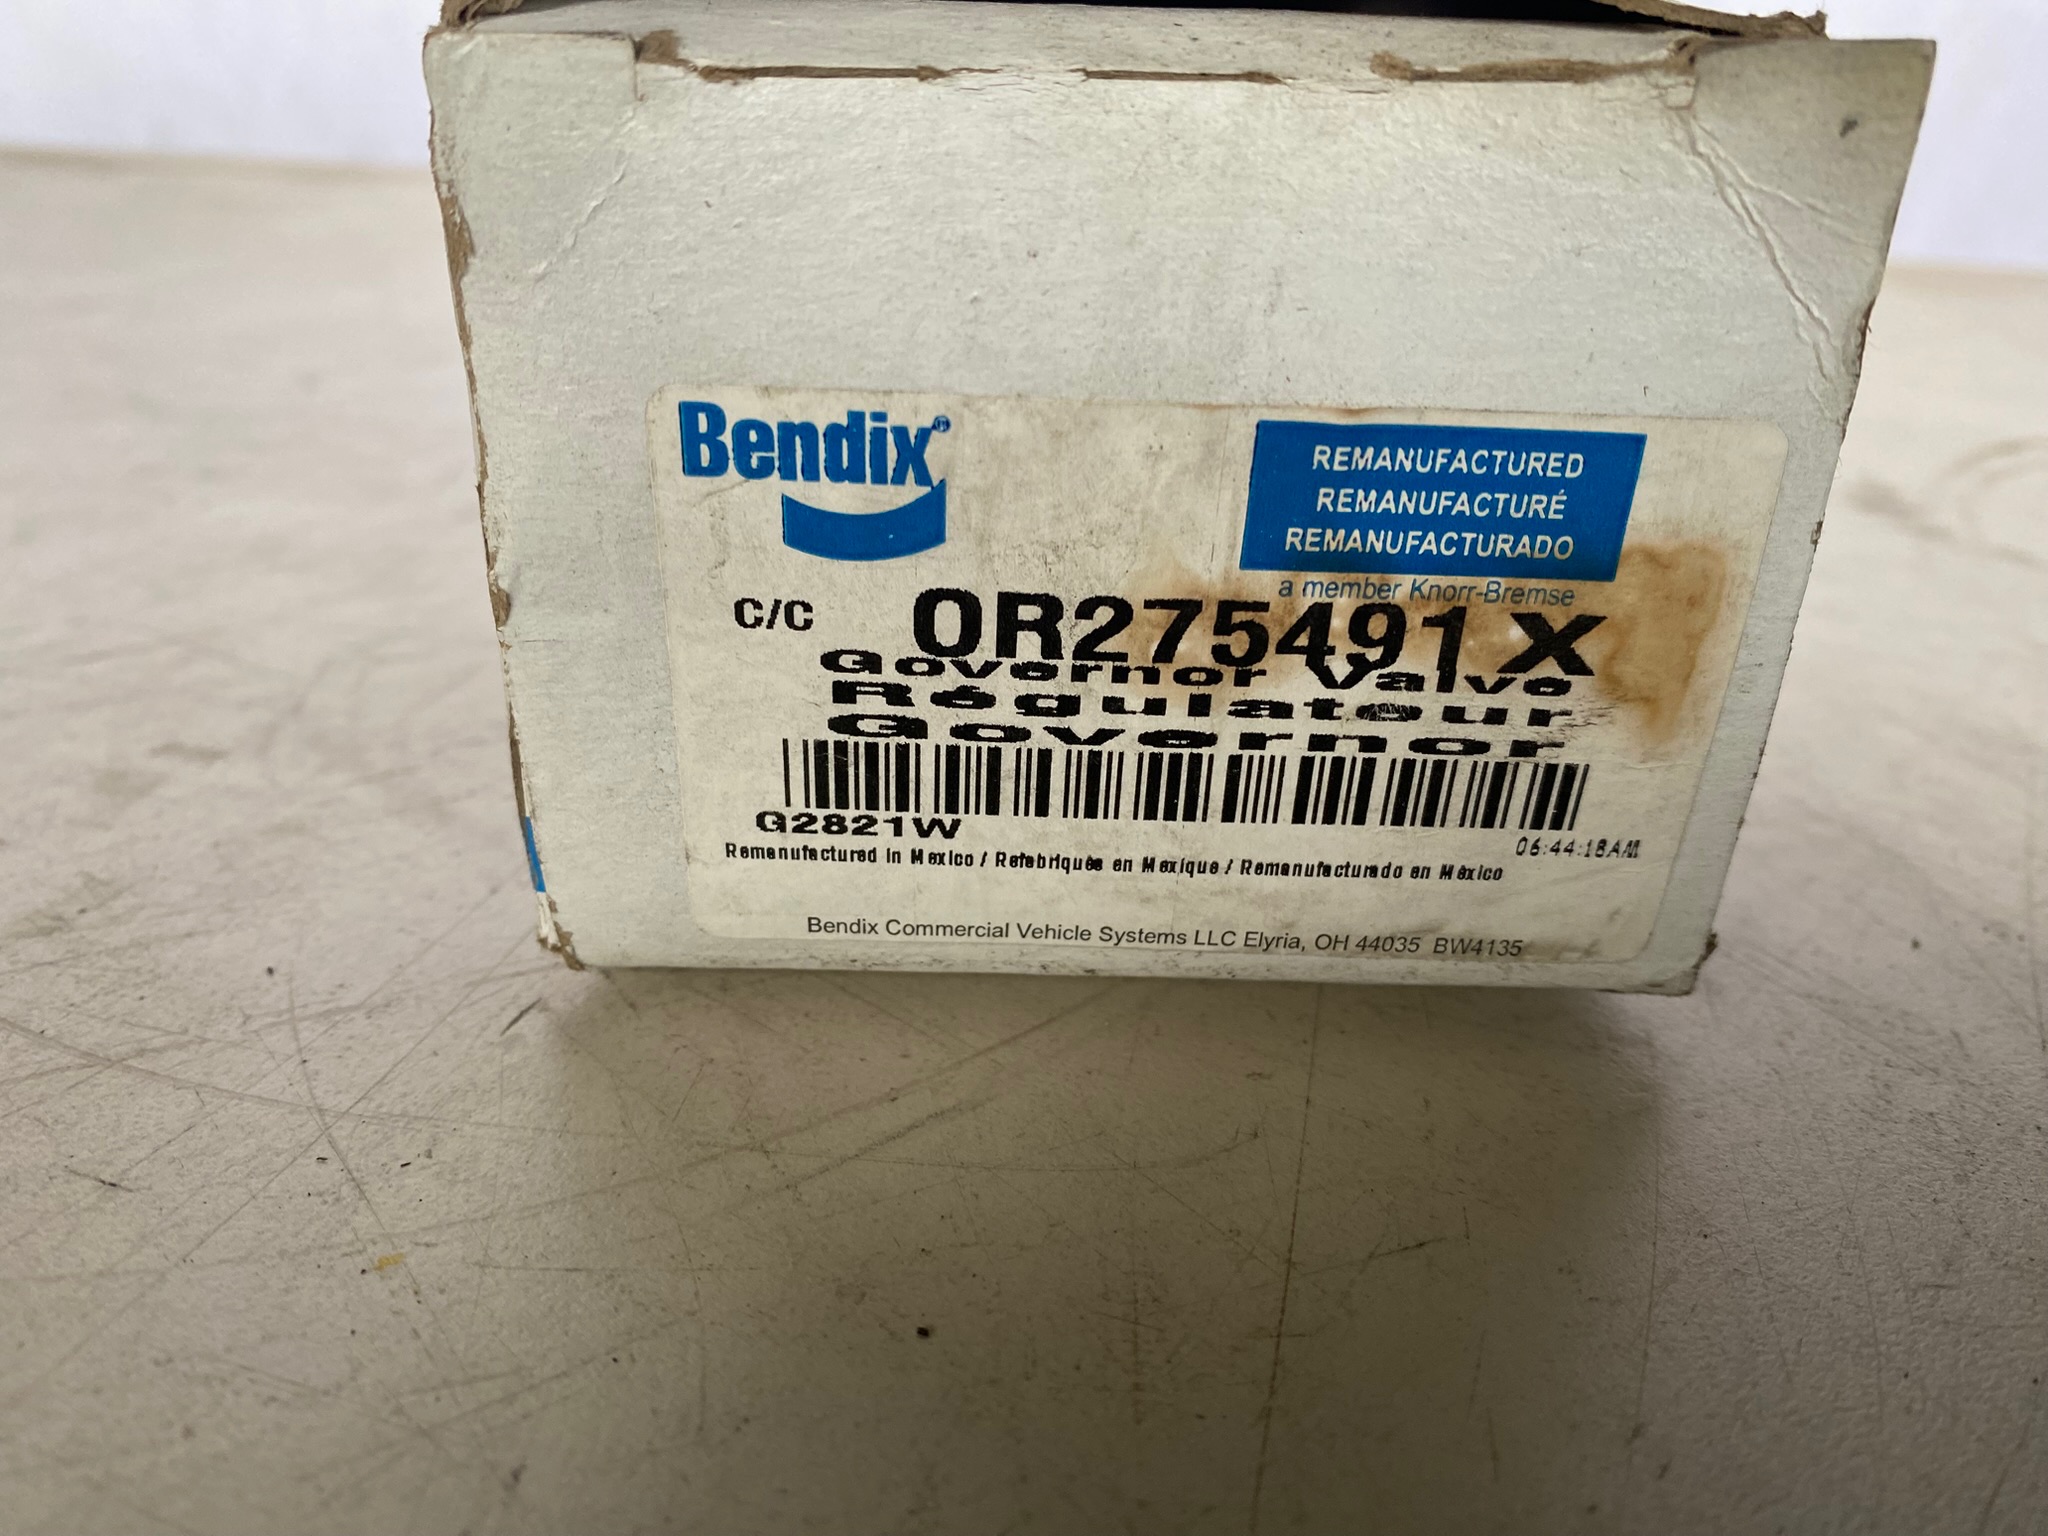 Bendix®
REMANUFACTURED
REMANUFACTURÉ
REMANUFACTURADO
a member Knorr-Bremse
C/C OR275491X
Governor Valve
Régulateur
Governor
G2821W
06:44:18AM
Remanufactured in Mexico / Refabriqués en Mexique / Remanufacturado en México
Bendix Commercial Vehicle Systems LLC Elyria, OH 44035 BW4135